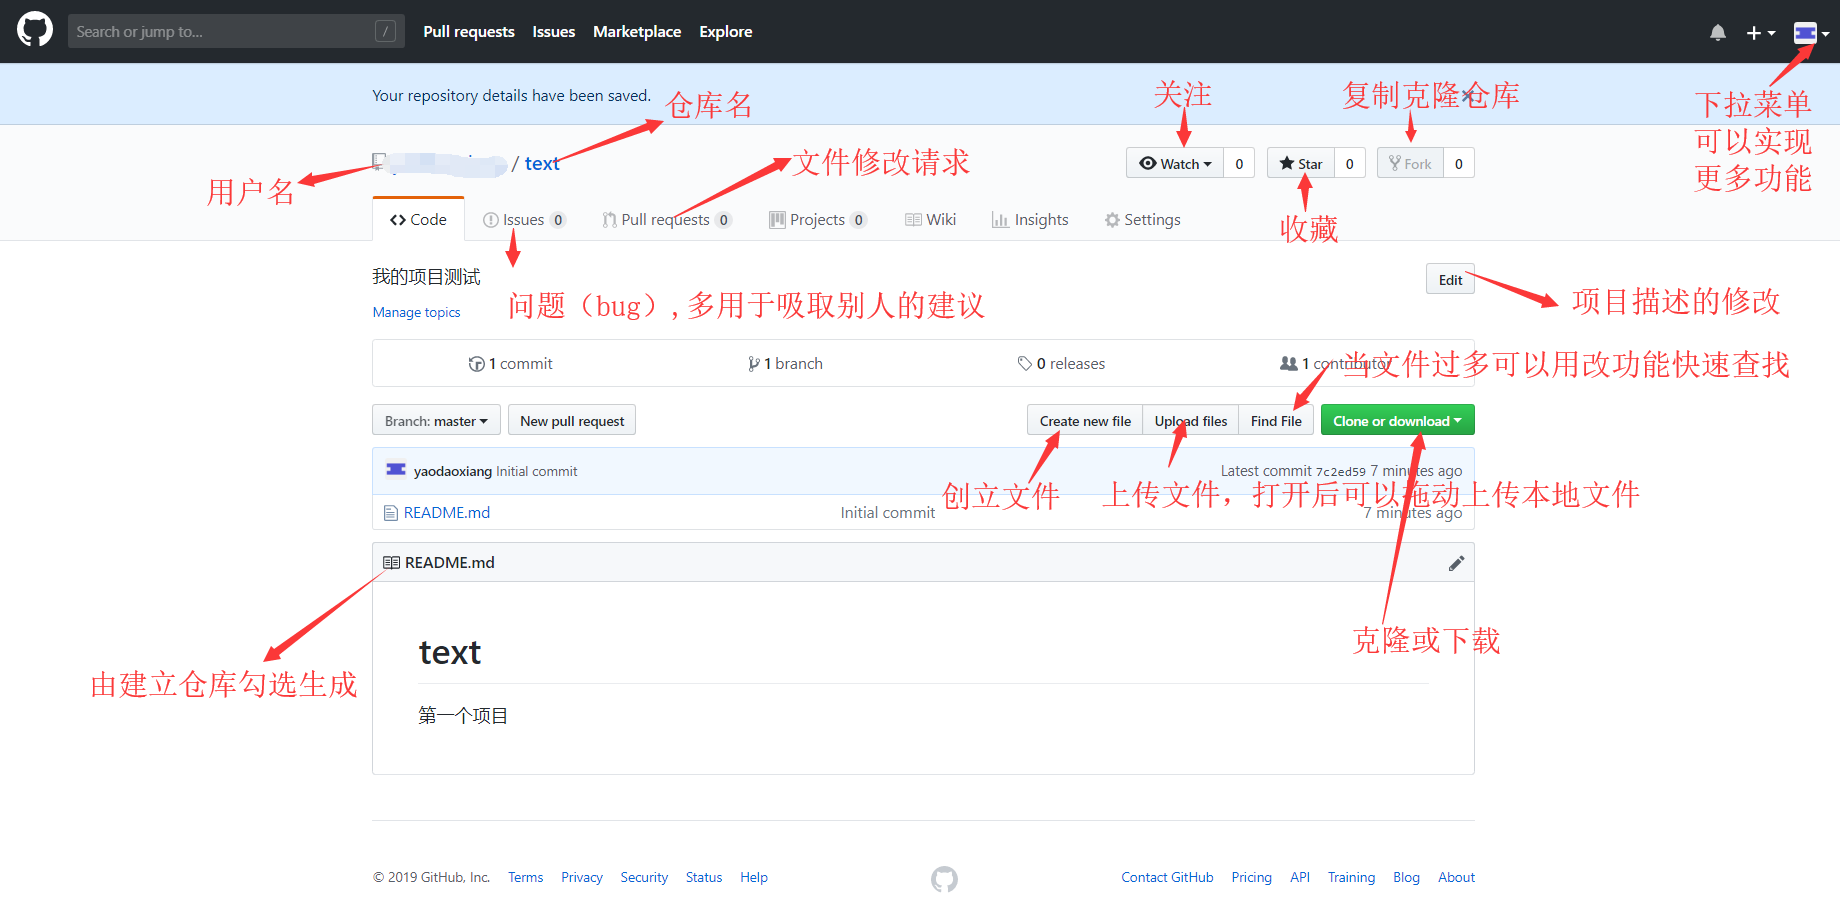 Search or jump to... /
Pull requests Issues Marketplace Explore
Your repository details have been saved.
仓库名
关注
复制克隆仓库
下拉菜单
可以实现
更多功能
/ text
文件修改请求
Watch 0
Star 0
Fork 0
用户名
Code
Issues 0
Pull requests 0
Projects 0
Wiki
Insights
Settings
收藏
我的项目测试
Edit
Manage topics
问题（bug）,多用于吸取别人的建议
项目描述的修改
1 commit
1 branch
0 releases
1 contributor
当文件过多可以用改功能快速查找
Branch: master
New pull request
Create new file
Upload files
Find File
Clone or download
yaodaoxiang Initial commit
Latest commit 7c2ed59 7 minutes ago
创立文件
上传文件，打开后可以拖动上传本地文件
README.md
Initial commit
7 minutes ago
README.md
text
克隆或下载
由建立仓库勾选生成
第一个项目
© 2019 GitHub, Inc. Terms Privacy Security Status Help
Contact GitHub Pricing API Training Blog About